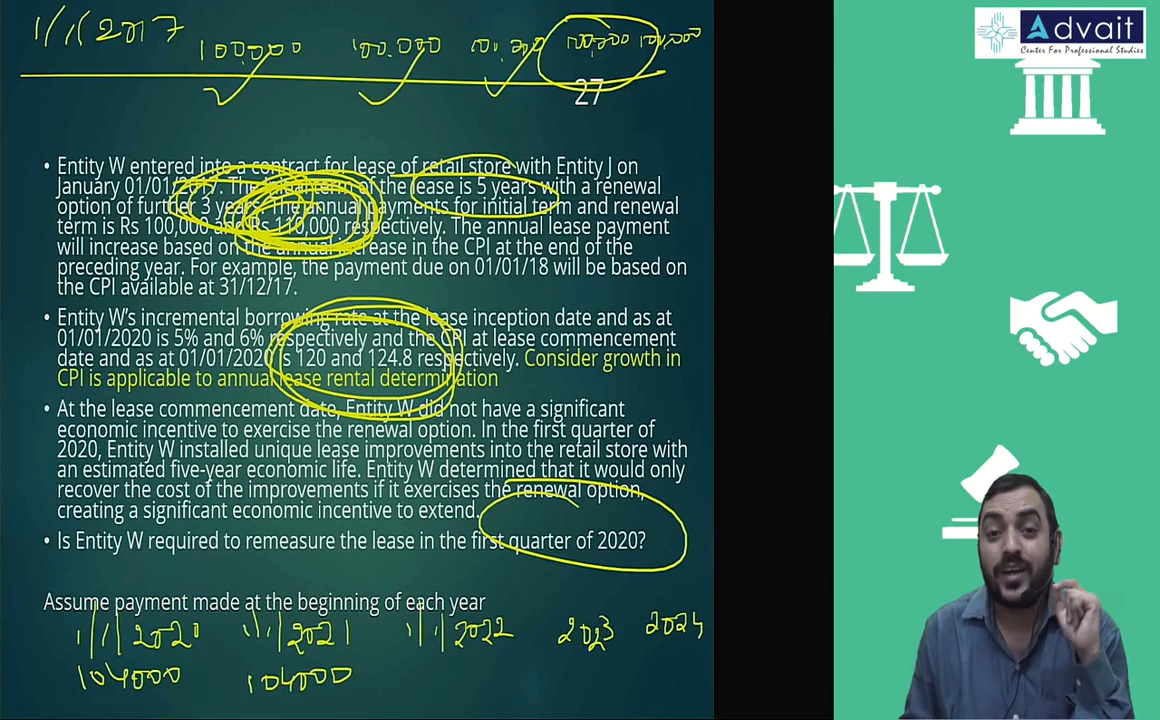 1/1/2017
100,000 100.000 100,000 100,000 100,000
Advait
Center For Professional Studies
27
• Entity W entered into a contract for lease of retail store with Entity J on
January 01/01/2017. The initial term of the lease is 5 years with a renewal
option of further 3 years. The annual payments for initial term and renewal
term is Rs 100,000 and Rs 110,000 respectively. The annual lease payment
will increase based on the annual increase in the CPI at the end of the
preceding year. For example, the payment due on 01/01/18 will be based on
the CPI available at 31/12/17.
• Entity W's incremental borrowing rate at the lease inception date and as at
01/01/2020 is 5% and 6% respectively and the CPI at lease commencement
date and as at 01/01/2020 is 120 and 124.8 respectively. Consider growth in
CPI is applicable to annual lease rental determination
• At the lease commencement date, Entity W did not have a significant
economic incentive to exercise the renewal option. In the first quarter of
2020, Entity W installed unique lease improvements into the retail store with
an estimated five-year economic life. Entity W determined that it would only
recover the cost of the improvements if it exercises the renewal option,
creating a significant economic incentive to extend.
• Is Entity W required to remeasure the lease in the first quarter of 2020?
Assume payment made at the beginning of each year
1/1/2020 1/1/2021 1/1/2022 2023 2024
104000 104000